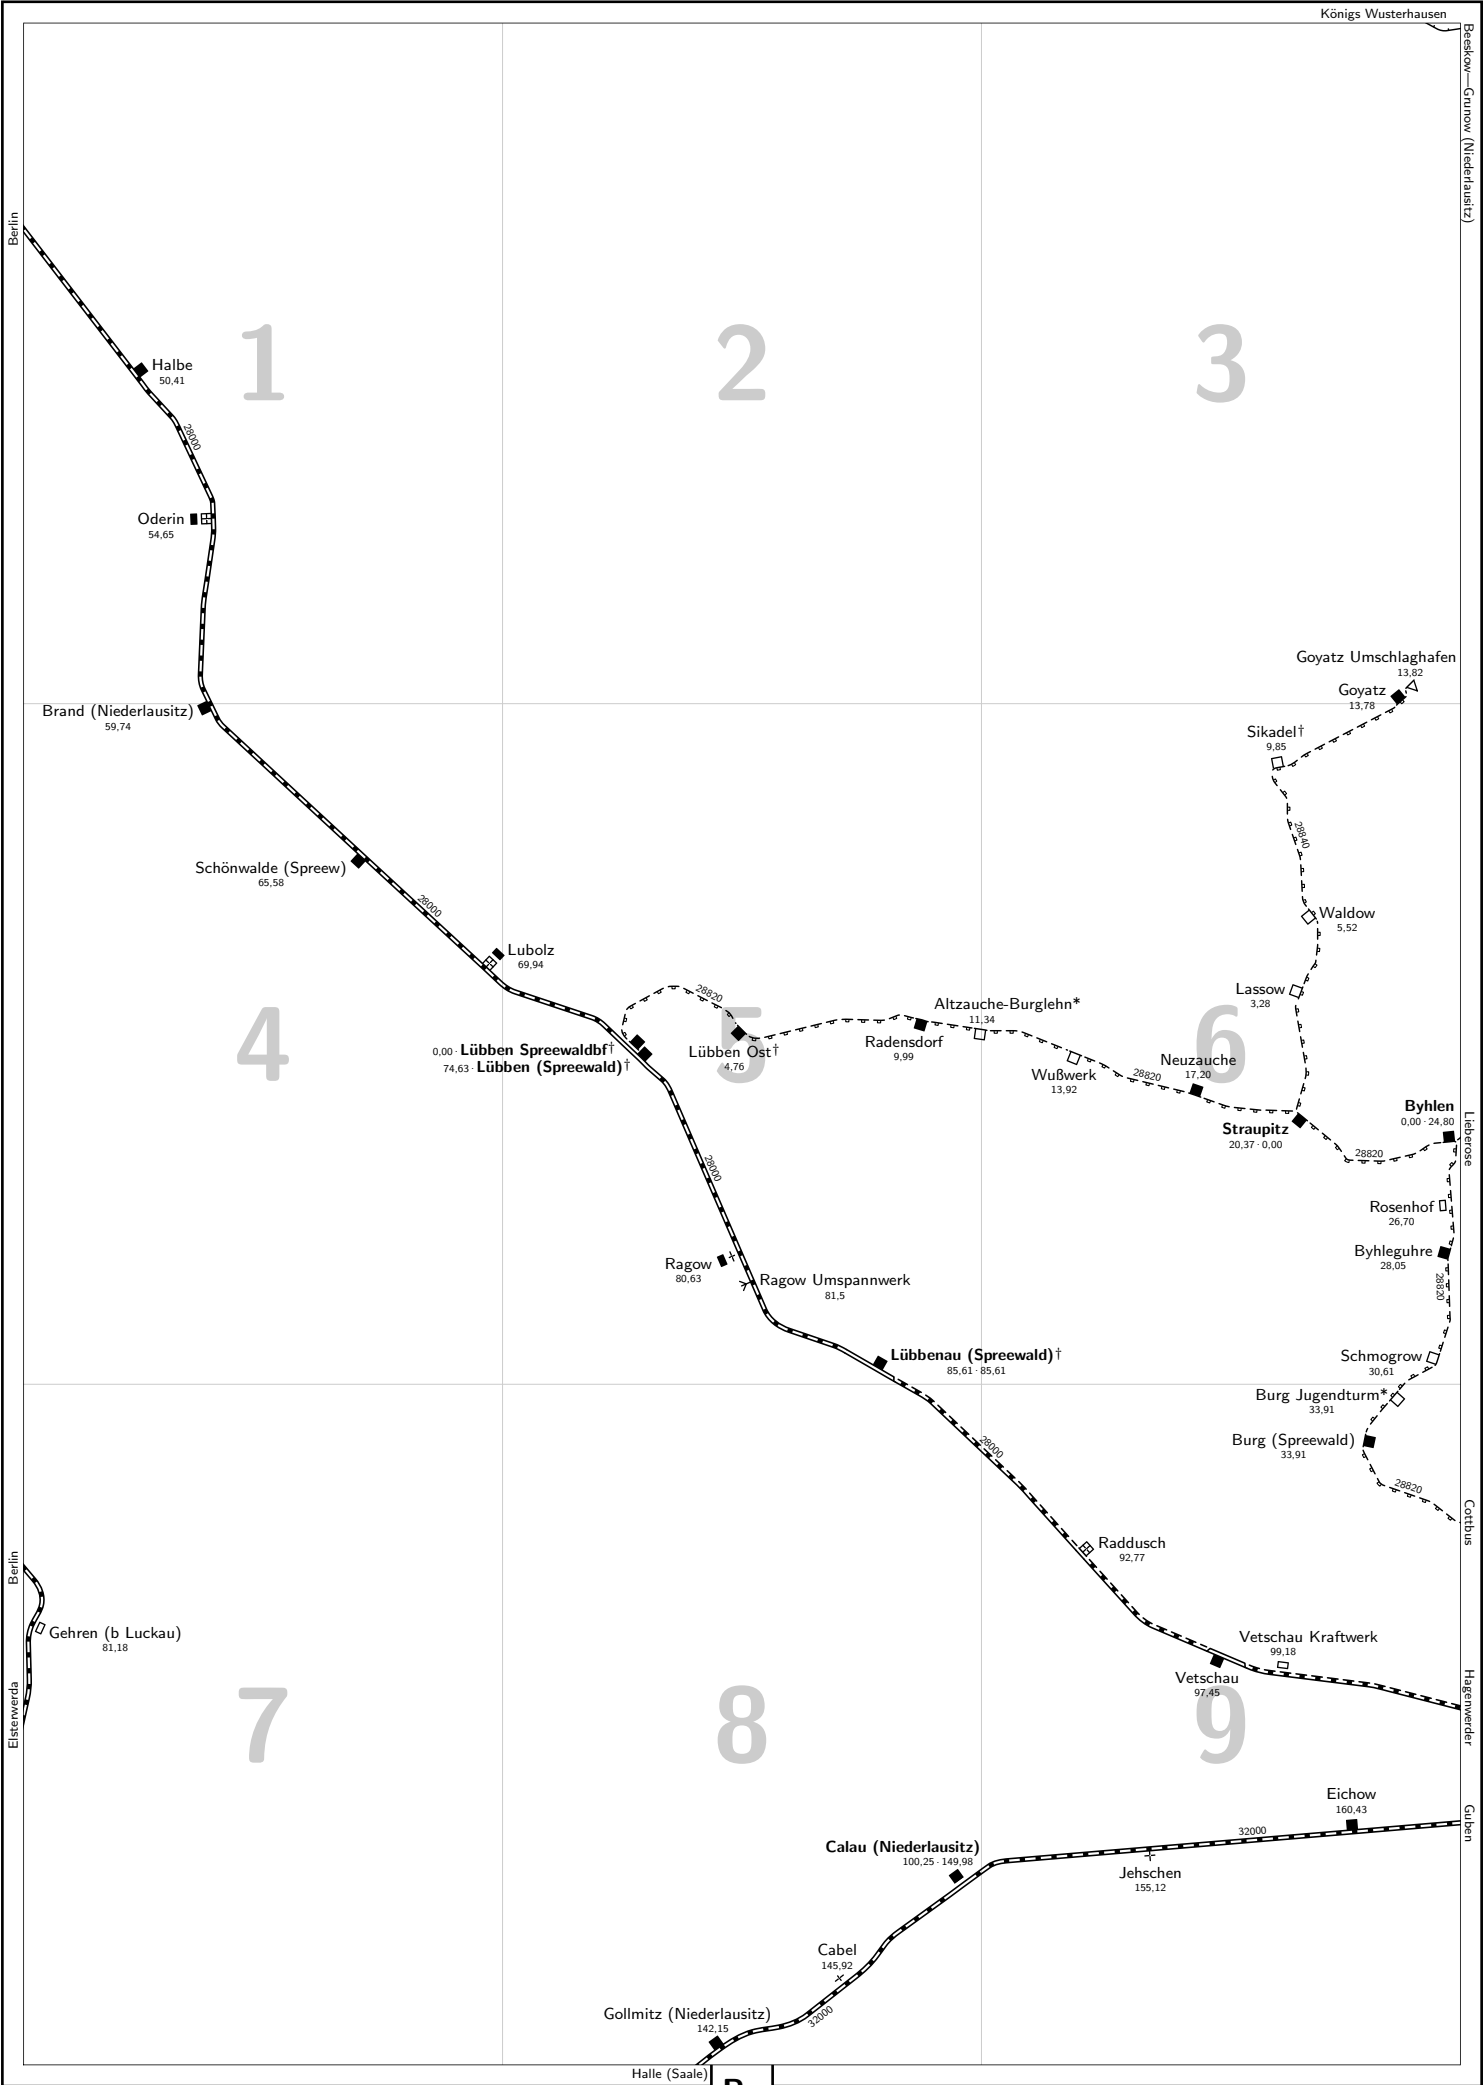 Königs Wusterhausen
Beeskow—Grunow (Niederlausitz)
Berlin
1
2
3
Halbe
50,41
28000
Oderin
54,65
Goyatz Umschlaghafen
13,82
Goyatz
13,78
Brand (Niederlausitz)
59,74
Sikadel†
9,85
28840
Schönwalde (Spreew)
65,58
28000
Waldow
5,52
Lubolz
69,94
Lassow
3,28
28820
Altzauche-Burglehn*
11,34
4
5
6
Radensdorf
9,99
0,00 · Lübben Spreewaldbf†
74,63 · Lübben (Spreewald)†
Lübben Ost†
4,76
Wußwerk
13,92
28820
Neuzauche
17,20
Byhlen
0,00 · 24,80
Straupitz
20,37 · 0,00
Lieberose
28820
28000
Rosenhof
26,70
Byhleguhre
28,05
28820
Ragow
80,63
Ragow Umspannwerk
81,5
Lübbenau (Spreewald)†
85,61 · 85,61
Schmogrow
30,61
Burg Jugendturm*
33,91
Burg (Spreewald)
33,91
28000
28820
Cottbus
Raddusch
92,77
Berlin
Gehren (b Luckau)
81,18
Elsterwerda
Vetschau Kraftwerk
99,18
Vetschau
97,45
Hagenwerder
7
8
9
Eichow
160,43
Guben
32000
Calau (Niederlausitz)
100,25 · 149,98
Jehschen
155,12
Cabel
145,92
32000
Gollmitz (Niederlausitz)
142,15
Halle (Saale)